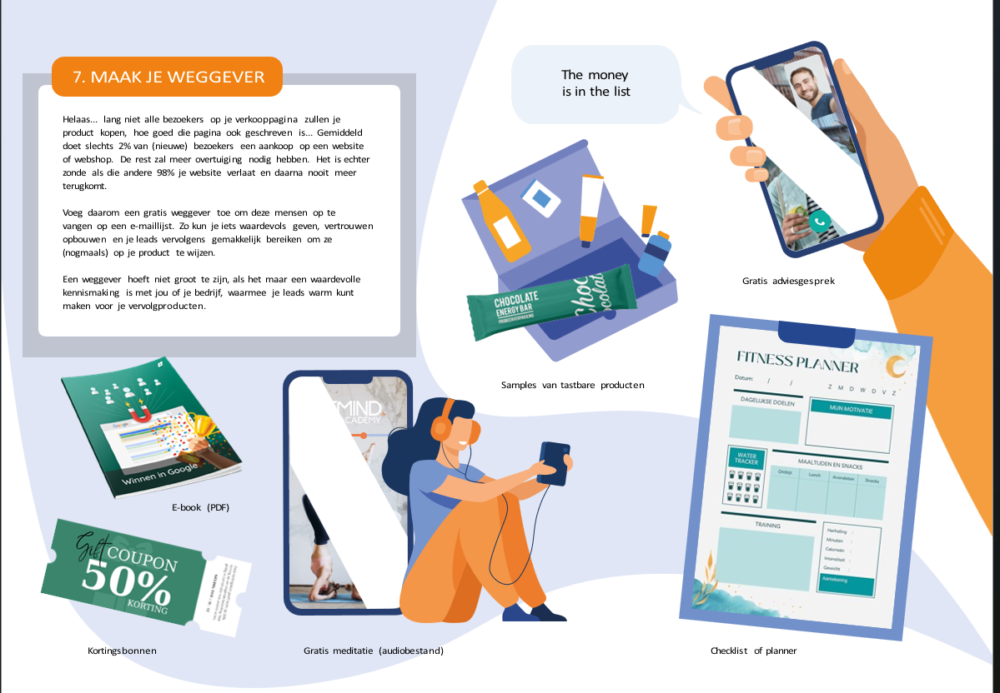 7. MAAK JE WEGGEVER
Helaas... lang niet alle bezoekers op je verkooppagina zullen je
product kopen, hoe goed die pagina ook geschreven is... Gemiddeld
doet slechts 2% van (nieuwe) bezoekers een aankoop op een website
of webshop. De rest zal meer overtuiging nodig hebben. Het is echter
zonde als die andere 98% je website verlaat en daarna nooit meer
terugkomt.
Voeg daarom een gratis weggever toe om deze mensen op te
vangen op een e-maillijst. Zo kun je iets waardevols geven, vertrouwen
opbouwen en je leads vervolgens gemakkelijk bereiken om ze
(nogmaals) op je product te wijzen.
Een weggever hoeft niet groot te zijn, als het maar een waardevolle
kennismaking is met jou of je bedrijf, waarmee je leads warm kunt
maken voor je vervolgproducten.
The money
is in the list
Gratis adviesgesprek
CHOCOLATE
ENERGY BAR
PROBEERVERPAKKING
choc
colat
Samples van tastbare producten
Google
Winnen in Google
E-book (PDF)
Gift COUPON
50%
KORTING
Kortingsbonnen
MIND
ACADEMY
Gratis meditatie (audiobestand)
FITNESS PLANNER
Datum: / /
Z M D W D V Z
DAGELIJKSE DOELEN
MIJN MOTIVATIE
WATER
TRACKER
MAALTIJDEN EN SNACKS
Ontbijt Lunch Avondeten Snacks
TRAINING
Herhaling :
Minuten :
Calorieën :
Intensiteit :
Gewicht :
Aantekening
Checklist of planner